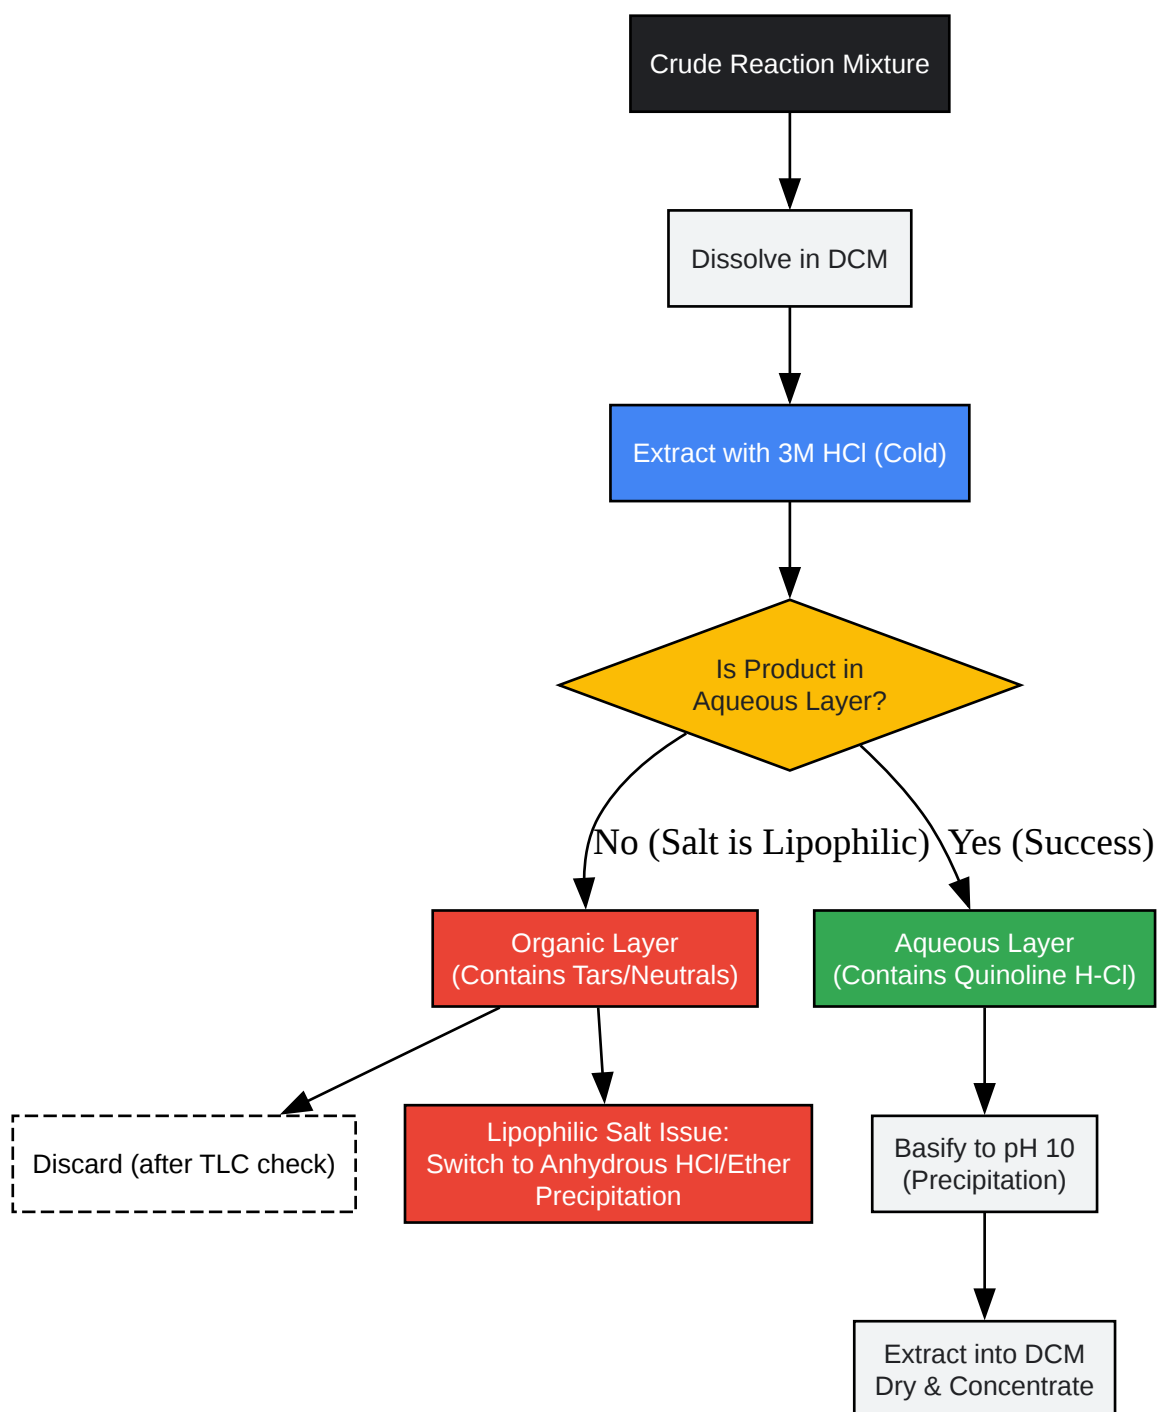 Crude Reaction Mixture
Dissolve in DCM
Extract with 3M HCl (Cold)
Is Product in
Aqueous Layer?
No (Salt is Lipophilic)
Yes (Success)
Organic Layer
(Contains Tars/Neutrals)
Aqueous Layer
(Contains Quinoline H-Cl)
Discard (after TLC check)
Lipophilic Salt Issue:
Switch to Anhydrous HCl/Ether
Precipitation
Basify to pH 10
(Precipitation)
Extract into DCM
Dry & Concentrate